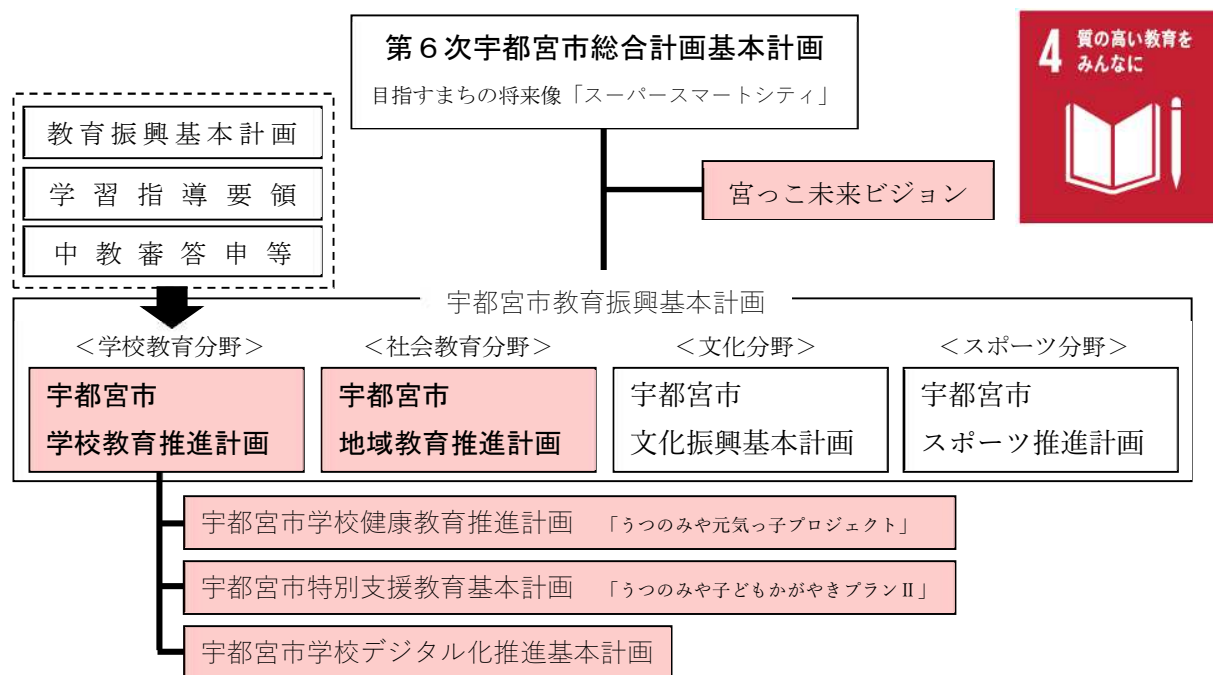 第６次宇都宮市総合計画基本計画
目指すまちの将来像「スーパースマートシティ」
4 質の高い教育を
みんなに
教育振興基本計画
学習指導要領
中教審答申等
宮っこ未来ビジョン
宇都宮市教育振興基本計画
＜学校教育分野＞
宇都宮市
学校教育推進計画
＜社会教育分野＞
宇都宮市
地域教育推進計画
＜文化分野＞
宇都宮市
文化振興基本計画
＜スポーツ分野＞
宇都宮市
スポーツ推進計画
宇都宮市学校健康教育推進計画 「うつのみや元気っ子プロジェクト」
宇都宮市特別支援教育基本計画 「うつのみや子どもかがやきプランⅡ」
宇都宮市学校デジタル化推進基本計画